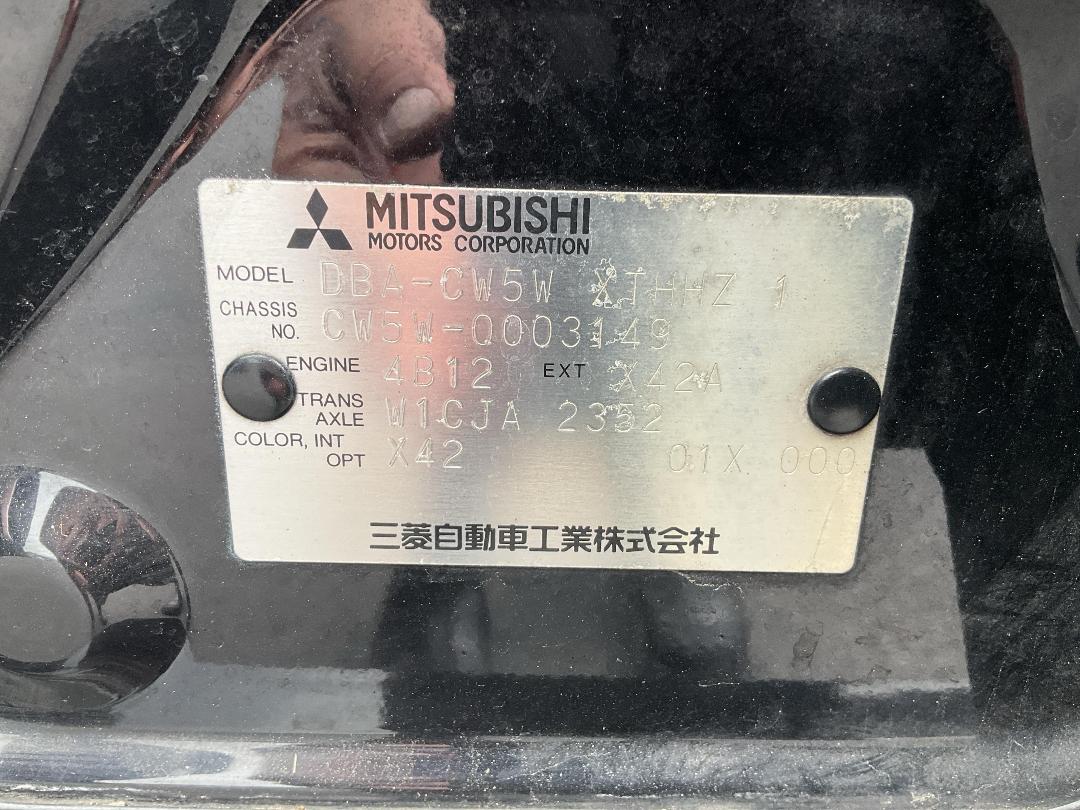 MITSUBISHI
MOTORS CORPORATION
MODEL DBA-CW5W XTHHZ 1
CHASSIS NO. CW5W-0003149
ENGINE 4B12 EXT X42A
TRANS AXLE W1CJA 2352
COLOR, INT OPT X42 01X 000
三菱自動車工業株式会社